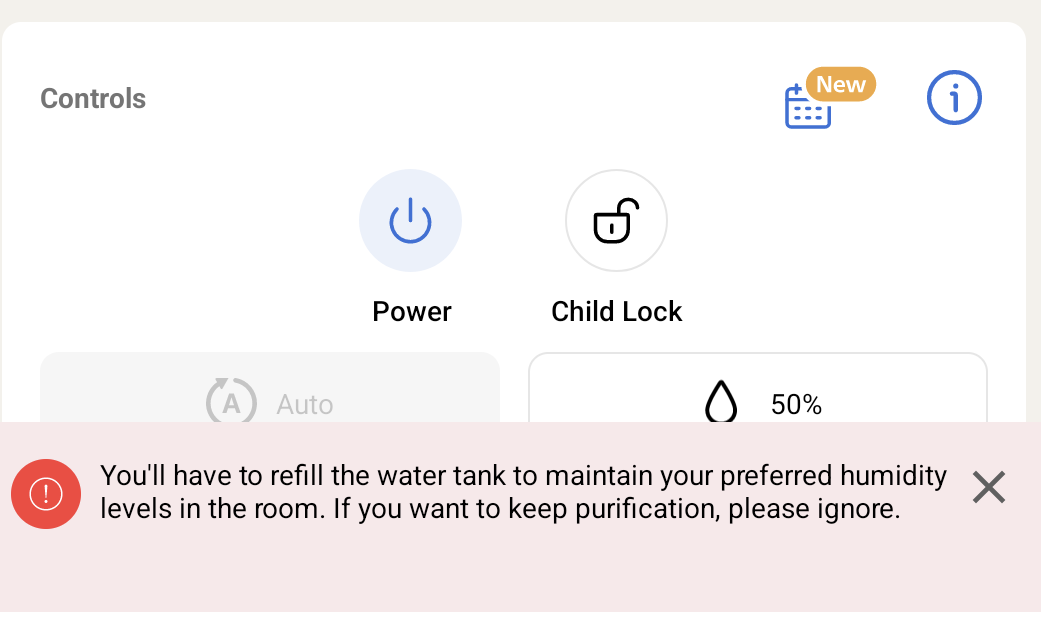 Controls
New
Power
Child Lock
A Auto
50%
You'll have to refill the water tank to maintain your preferred humidity
levels in the room. If you want to keep purification, please ignore.